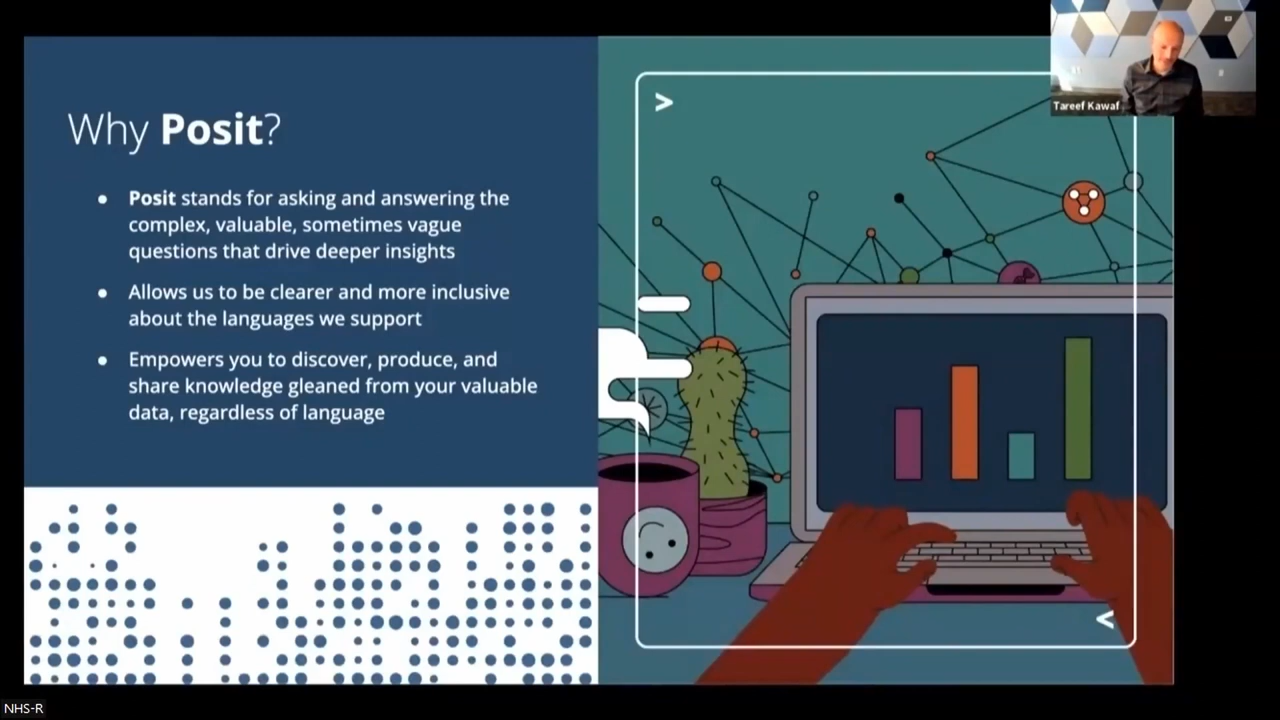 Tareef Kawaf
Why Posit?
● Posit stands for asking and answering the
complex, valuable, sometimes vague
questions that drive deeper insights
● Allows us to be clearer and more inclusive
about the languages we support
● Empowers you to discover, produce, and
share knowledge gleaned from your valuable
data, regardless of language
>
<
NHS-R